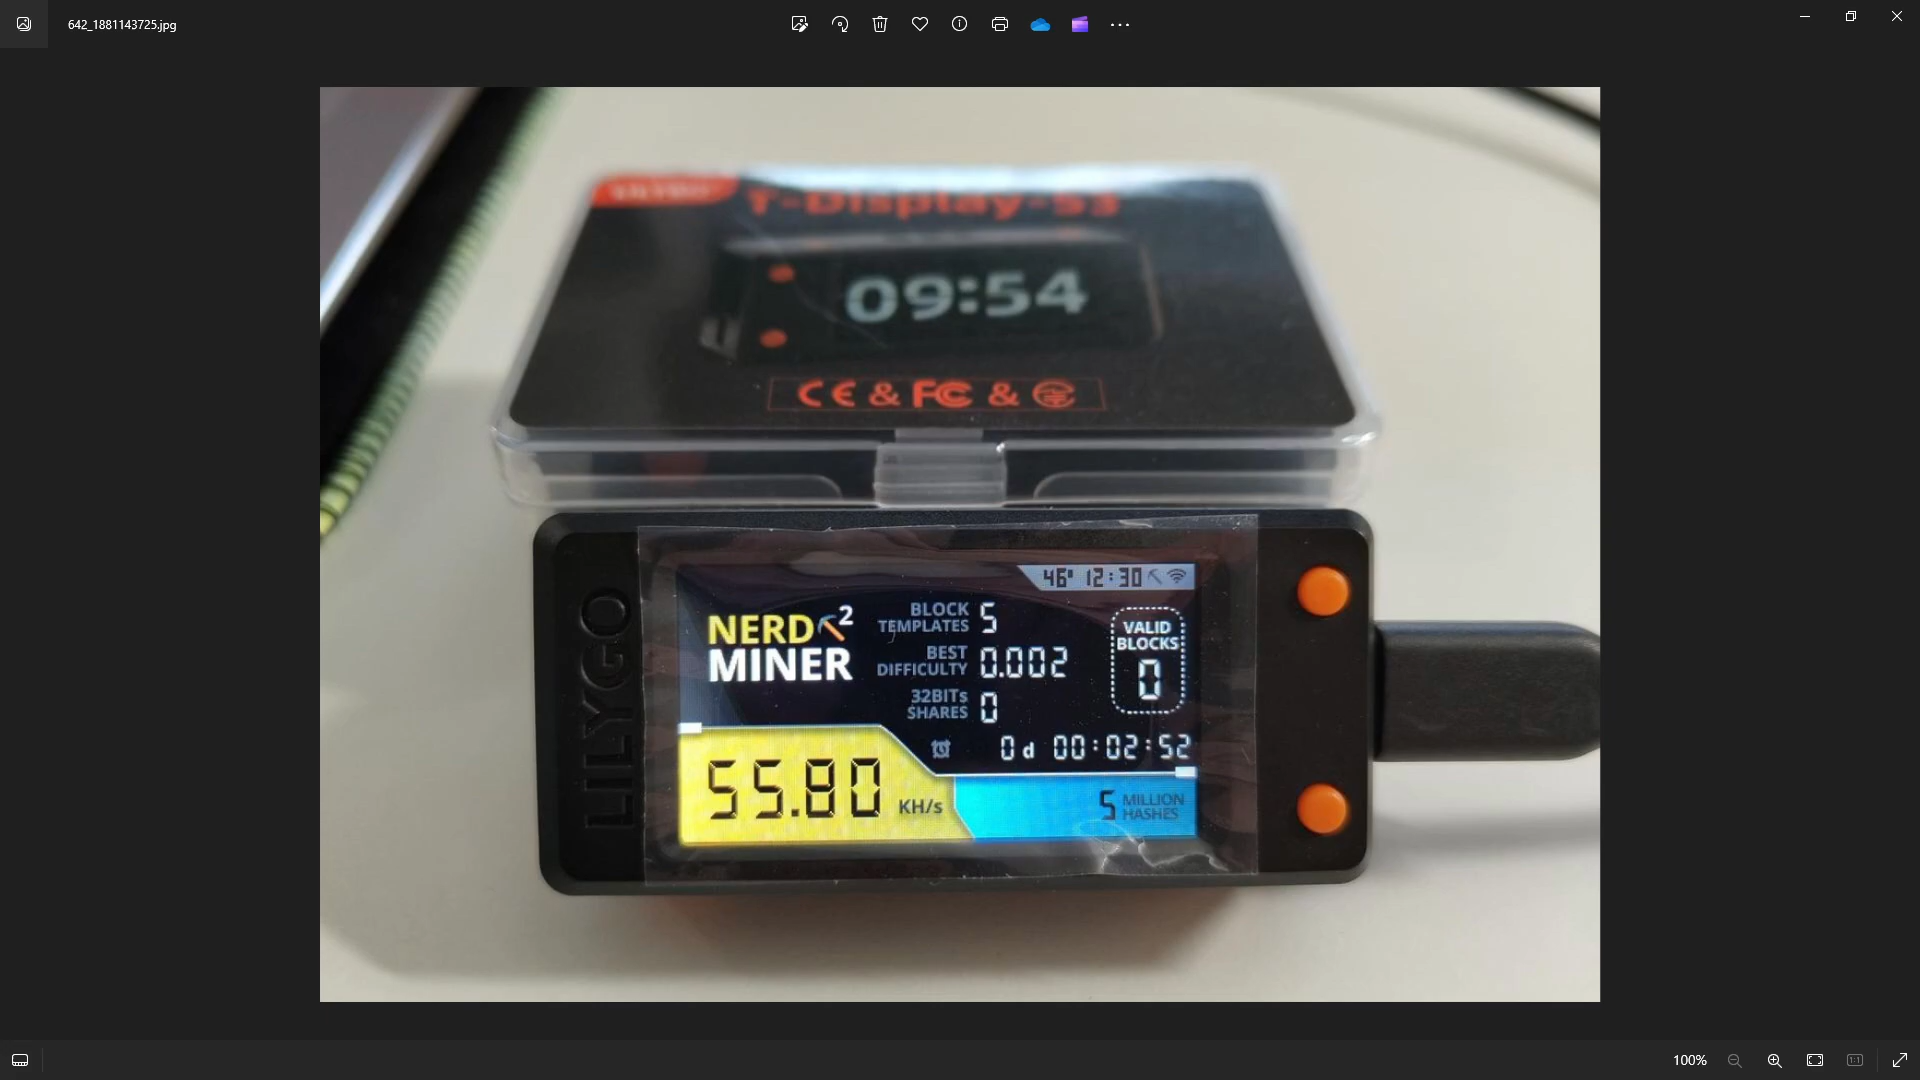 642_1881143725.jpg
T-Display-S3
09:54
CE & FC &
LILYGO
46° 12:30
NERD 2
MINER
BLOCK
TEMPLATES 5
BEST
DIFFICULTY 0.002
32BITs
SHARES 0
VALID
BLOCKS
0
0 d 00:02:52
55.80 KH/s
5 MILLION
HASHES
100%